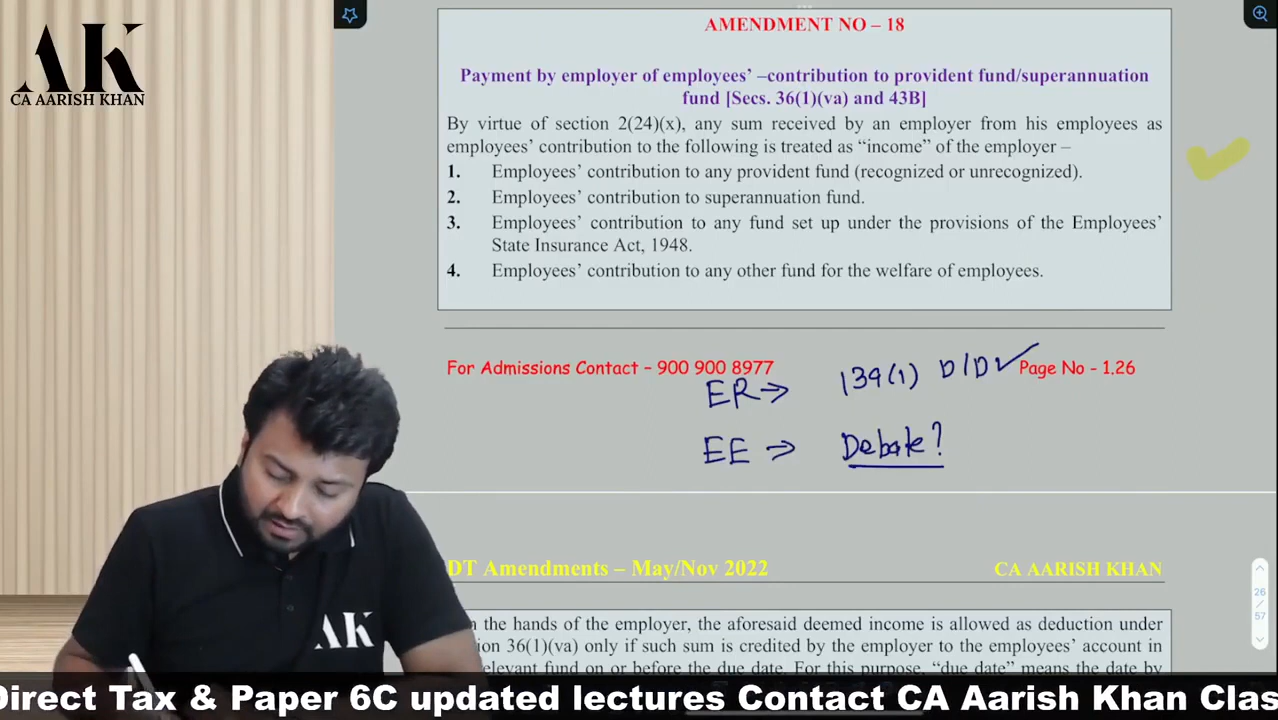 AK
CA AARISH KHAN
AMENDMENT NO – 18
Payment by employer of employees’ –contribution to provident fund/superannuation
fund [Secs. 36(1)(va) and 43B]
By virtue of section 2(24)(x), any sum received by an employer from his employees as
employees’ contribution to the following is treated as “income” of the employer –
1. Employees’ contribution to any provident fund (recognized or unrecognized).
2. Employees’ contribution to superannuation fund.
3. Employees’ contribution to any fund set up under the provisions of the Employees’
State Insurance Act, 1948.
4. Employees’ contribution to any other fund for the welfare of employees.
For Admissions Contact – 900 900 8977 Page No - 1.26
ER ⇒ 139(1) D/D ✓
EE ⇒ Debate?
26
/
57
DT Amendments – May/Nov 2022 CA AARISH KHAN
the hands of the employer, the aforesaid deemed income is allowed as deduction under
36(1)(va) only if such sum is credited by the employer to the employees’ account in
fund on or before the due date. For this purpose, “due date” means the date by
AK
Direct Tax & Paper 6C updated lectures Contact CA Aarish Khan Clas